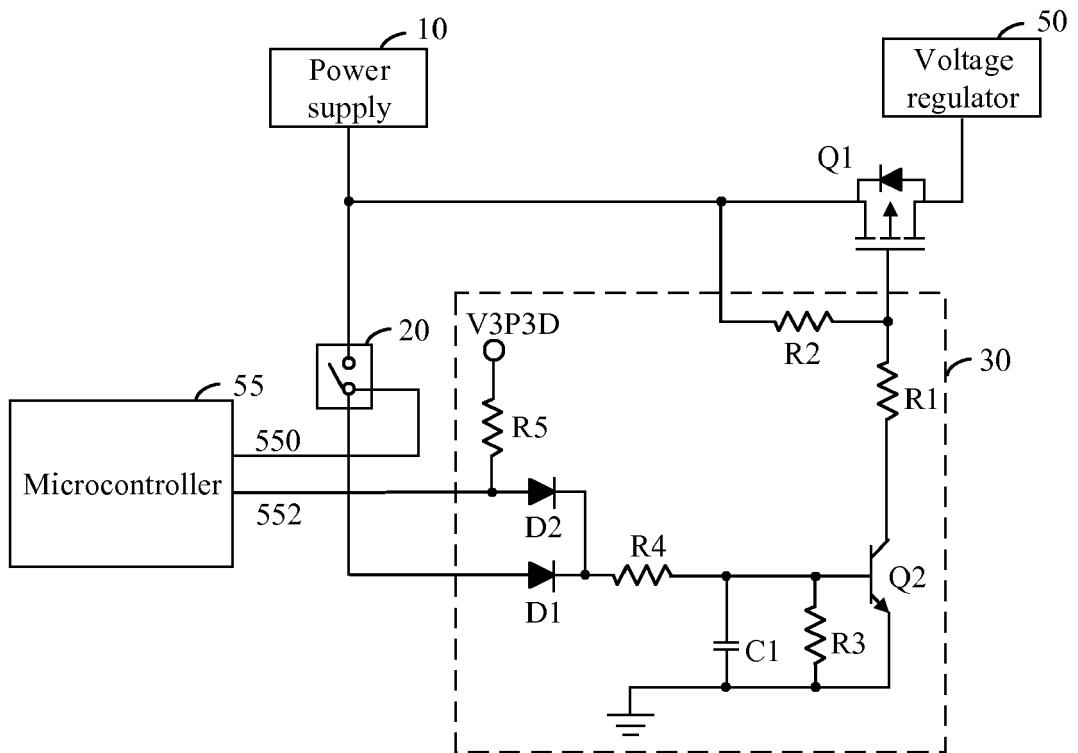 10
Power
supply
50
Voltage
regulator
Q1
V3P3D
20
R2
30
R1
55
R5
550
Microcontroller
552
D2
R4
Q2
D1
C1
R3